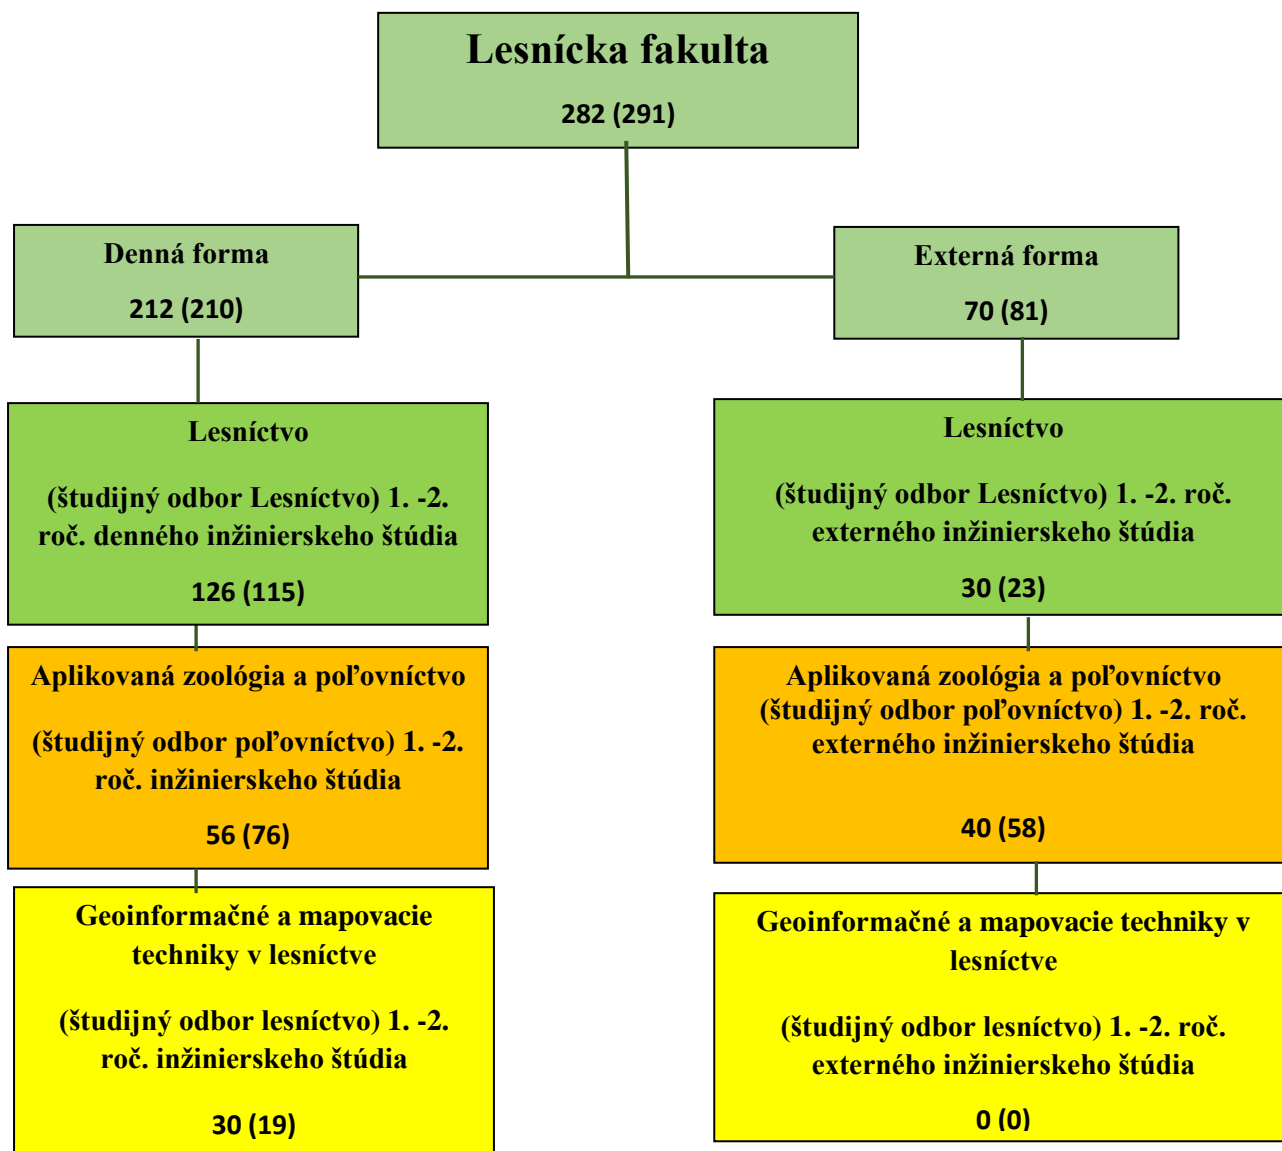 Lesnícka fakulta
282 (291)
Denná forma
212 (210)
Externá forma
70 (81)
Lesníctvo
(študijný odbor Lesníctvo) 1. -2.
roč. denného inžinierskeho štúdia
126 (115)
Lesníctvo
(študijný odbor Lesníctvo) 1. -2. roč.
externého inžinierskeho štúdia
30 (23)
Aplikovaná zoológia a poľovníctvo
(študijný odbor poľovníctvo) 1. -2.
roč. inžinierskeho štúdia
56 (76)
Aplikovaná zoológia a poľovníctvo
(študijný odbor poľovníctvo) 1. -2. roč.
externého inžinierskeho štúdia
40 (58)
Geoinformačné a mapovacie
techniky v lesníctve
(študijný odbor lesníctvo) 1. -2.
roč. inžinierskeho štúdia
30 (19)
Geoinformačné a mapovacie techniky v
lesníctve
(študijný odbor lesníctvo) 1. -2. roč.
externého inžinierskeho štúdia
0 (0)